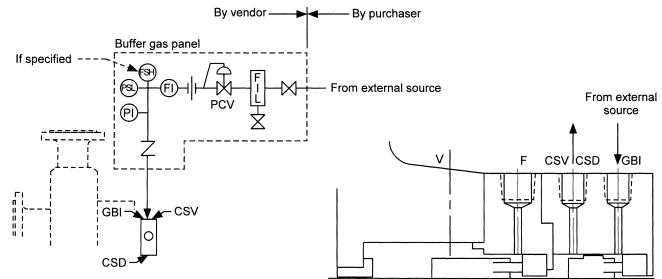 By vendor
By purchaser
Buffer gas panel
If specified
FSH
PSL
FI
PI
PCV
FIL
From external source
GBI
CSV
CSD
From external
source
V
F
CSV
CSD
GBI